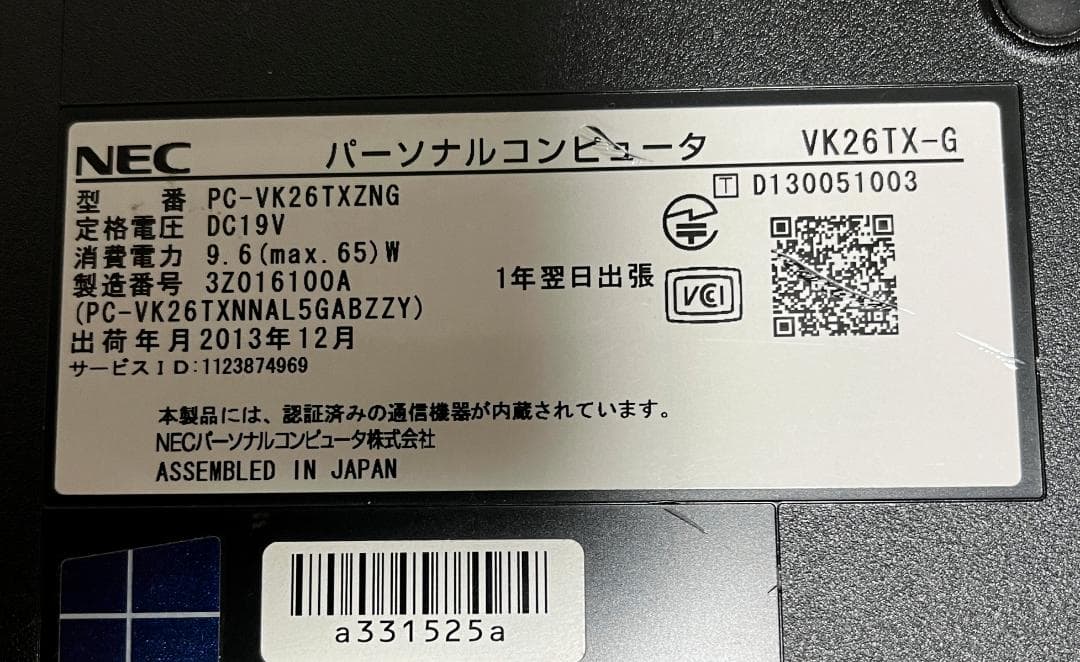 NEC パーソナルコンピュータ VK26TX-G
型 番 PC-VK26TXZNG
T D130051003
定格電圧 DC19V
消費電力 9.6(max.65)W
製造番号 3Z016100A
1年翌日出張
VCI
(PC-VK26TXNNAL5GABZZY)
出荷年月 2013年12月
サービスID:1123874969
本製品には、認証済みの通信機器が内蔵されています。
NECパーソナルコンピュータ株式会社
ASSEMBLED IN JAPAN
a331525a